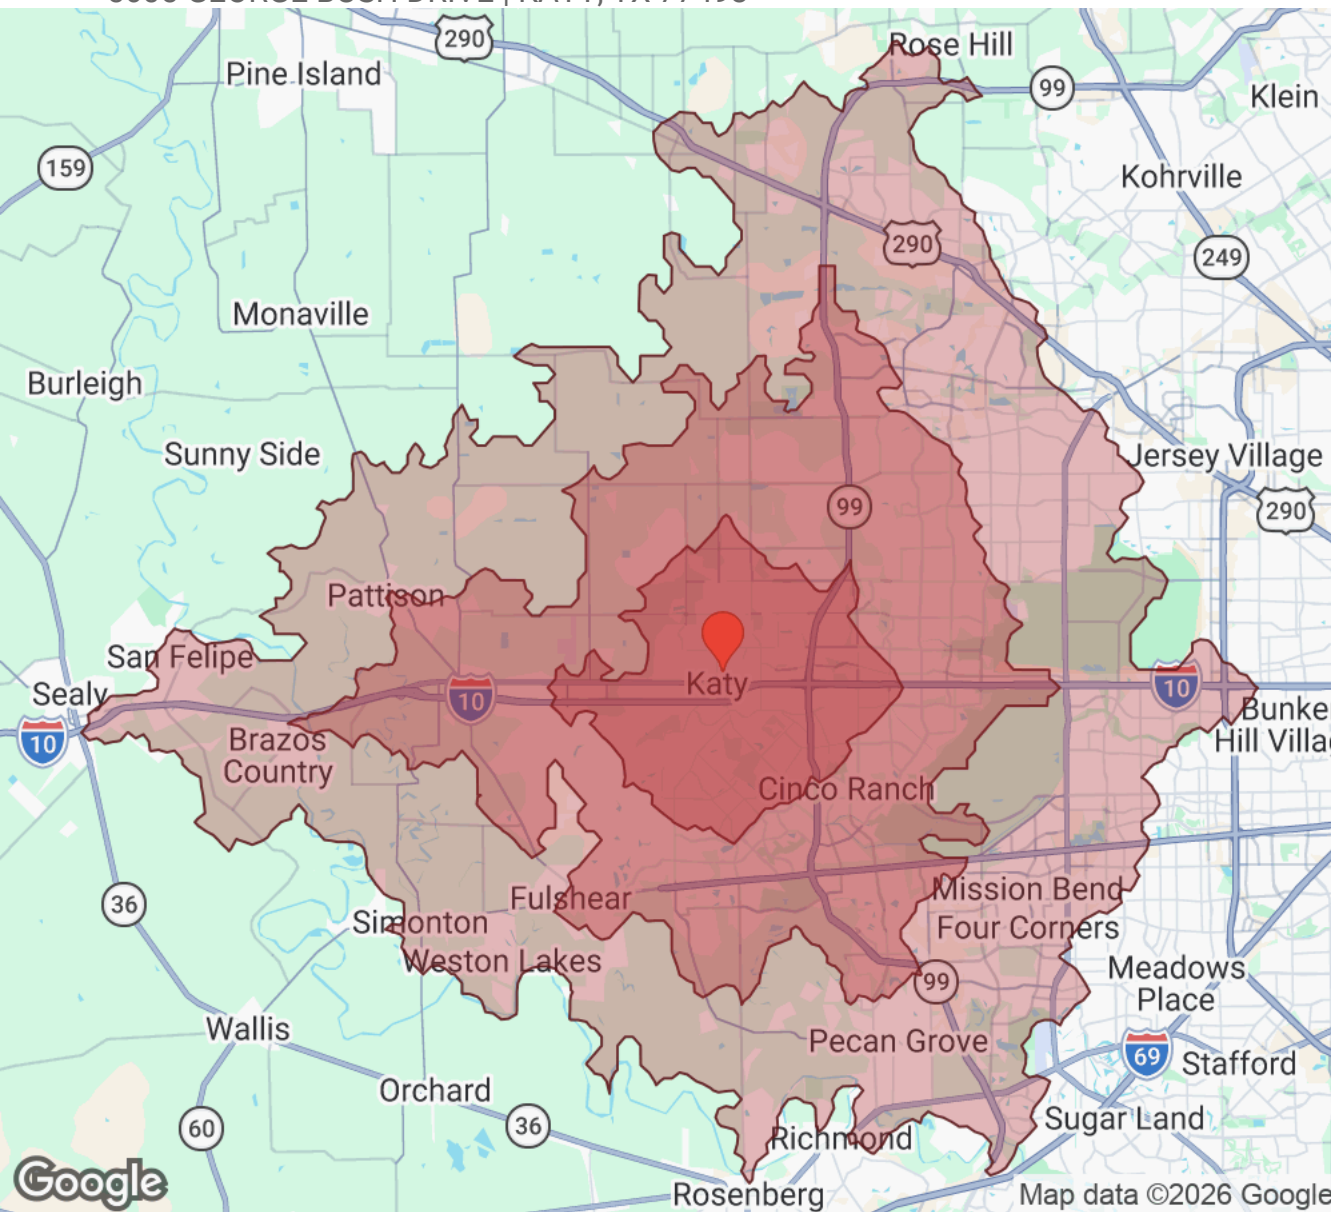 290
Rose Hill
Pine Island
99
Klein
159
Kohrville
290
249
Monaville
Burleigh
Jersey Village
Sunny Side
99
290
Pattison
San Felipe
Katy
Sealy
10
10
10
Brazos
Country
Bunke
Hill Villa
Cinco Ranch
Fulshear
Mission Bend
36
Simonton
Four Corners
Weston Lakes
Meadows
Place
99
Wallis
Pecan Grove
69
Stafford
Orchard
60
36
Richmond
Sugar Land
Google
Rosenberg
Map data ©2026 Google